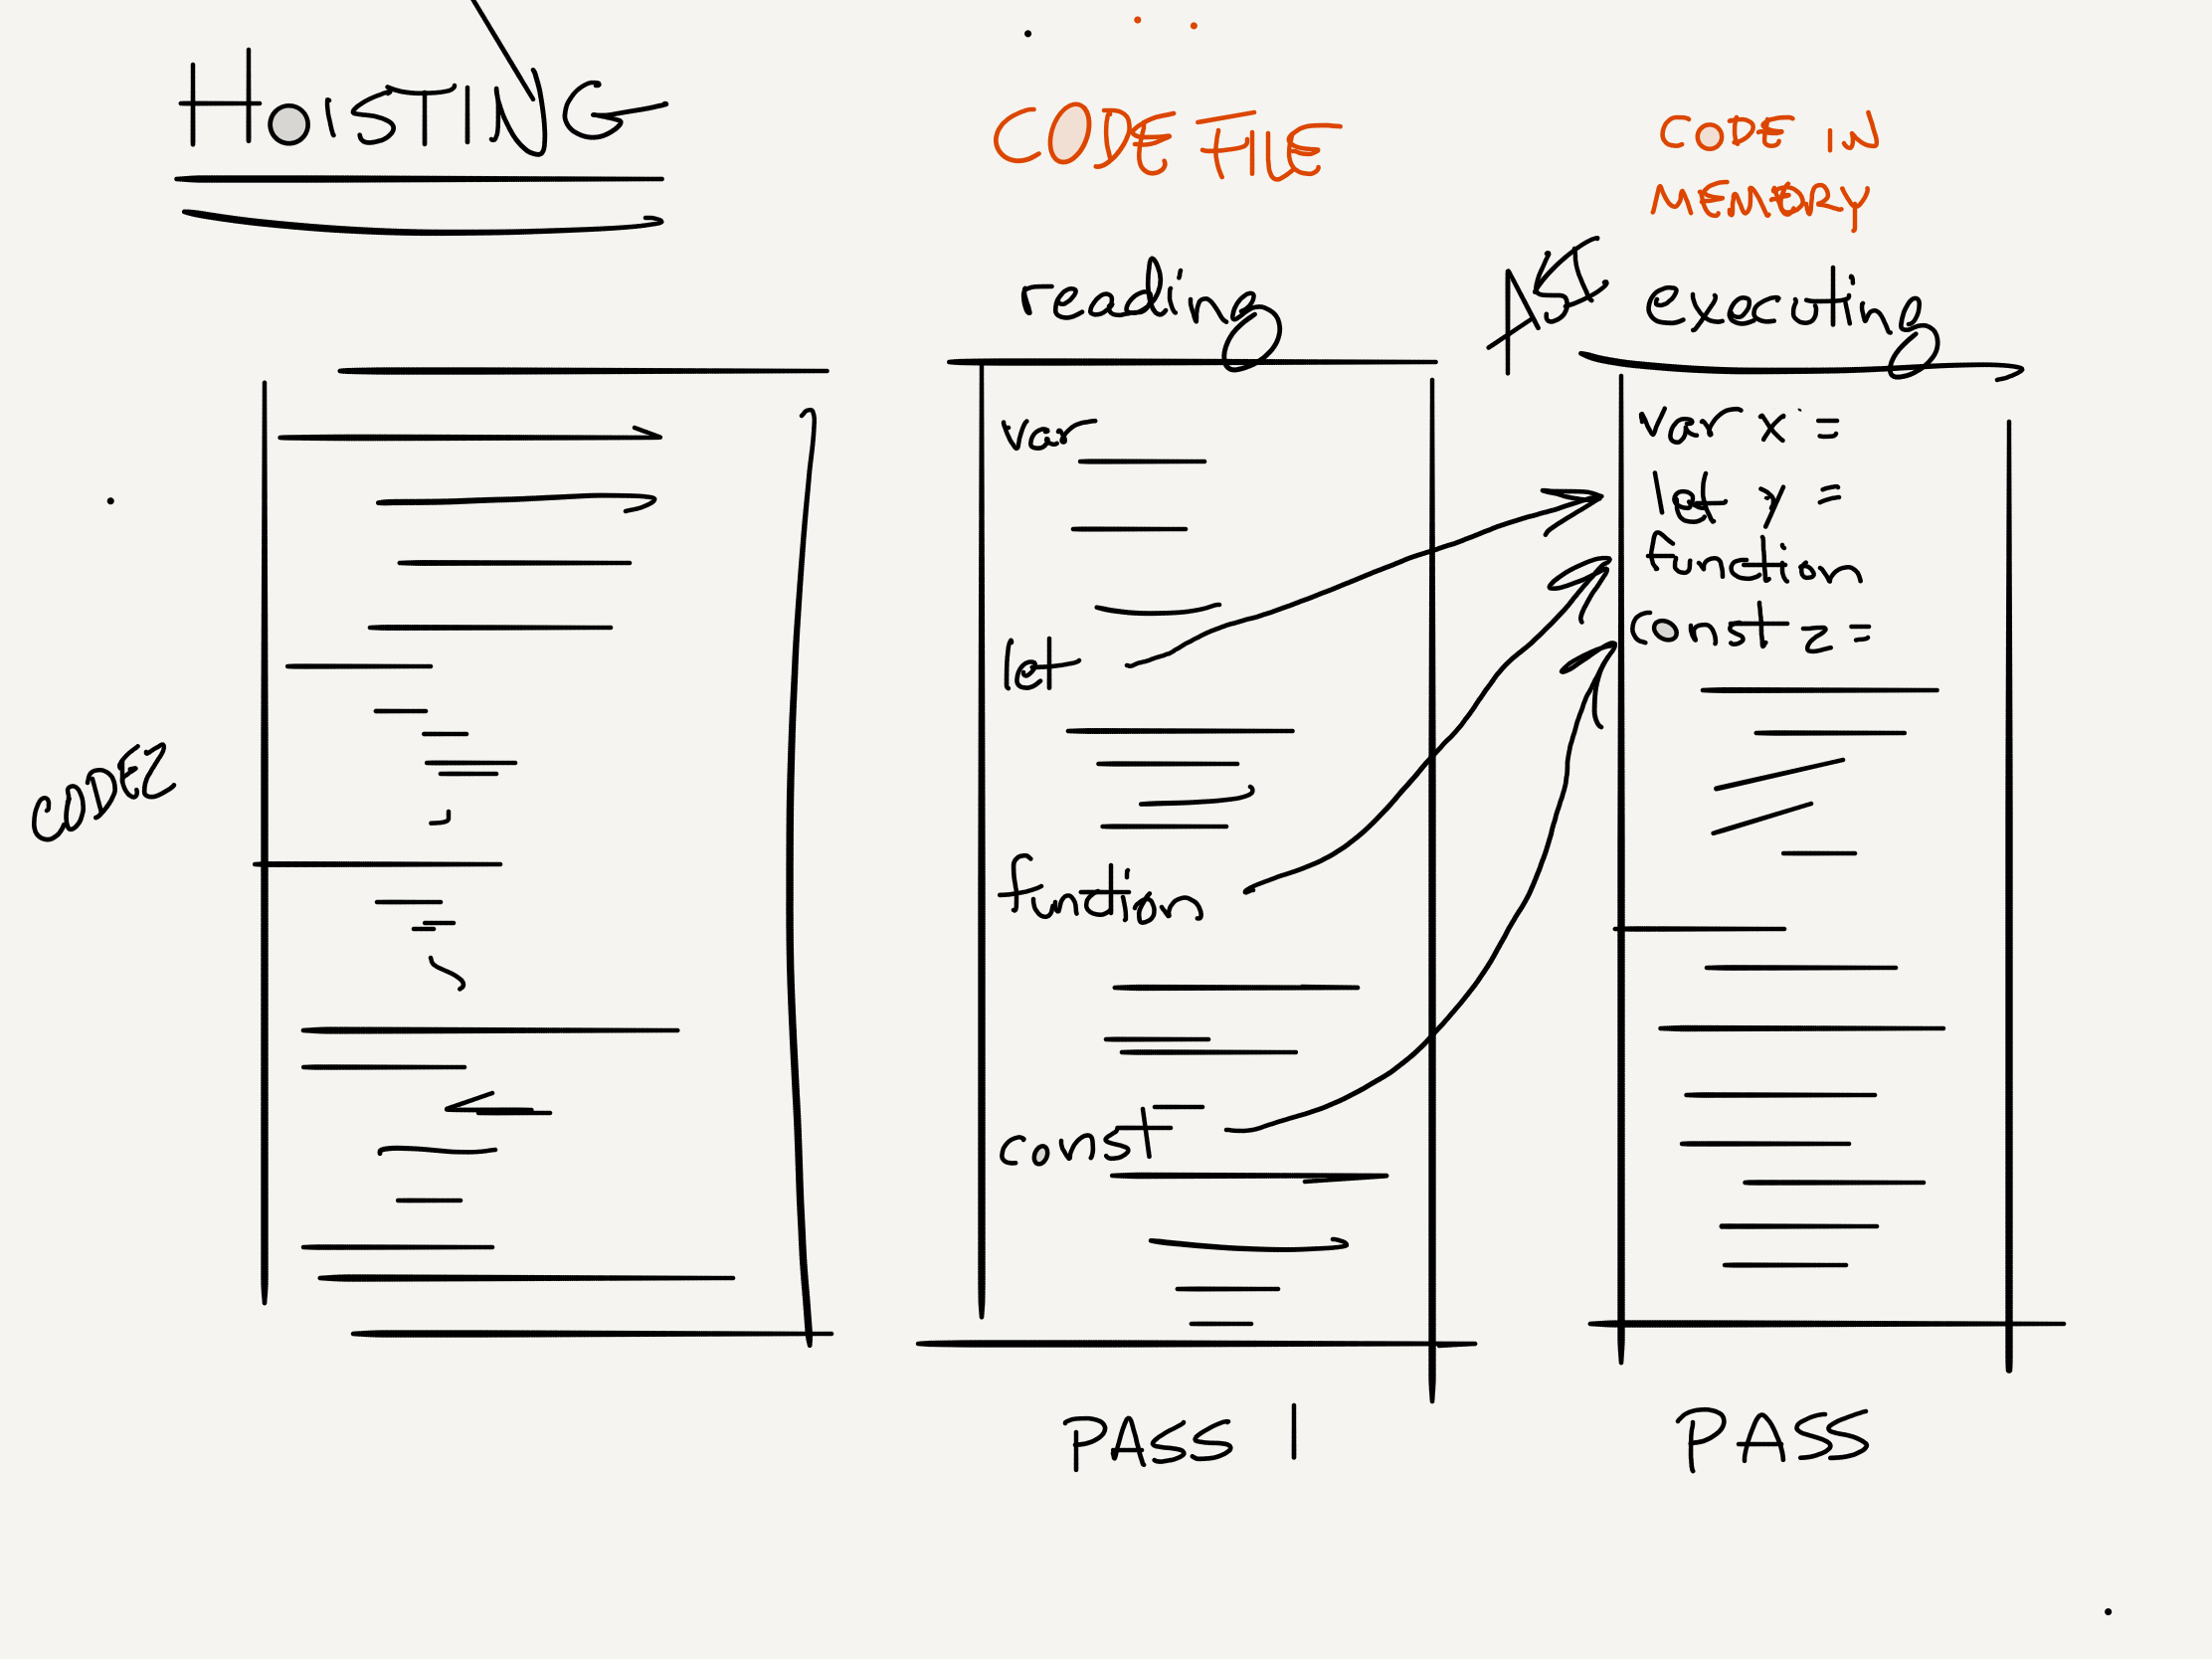 HOISTING
CODEZ
CODE FILE
reading
var
let
function
const
PASS 1
CODE IN
MEMORY
AST
executing
var x =
let y =
function
const z =
PASS